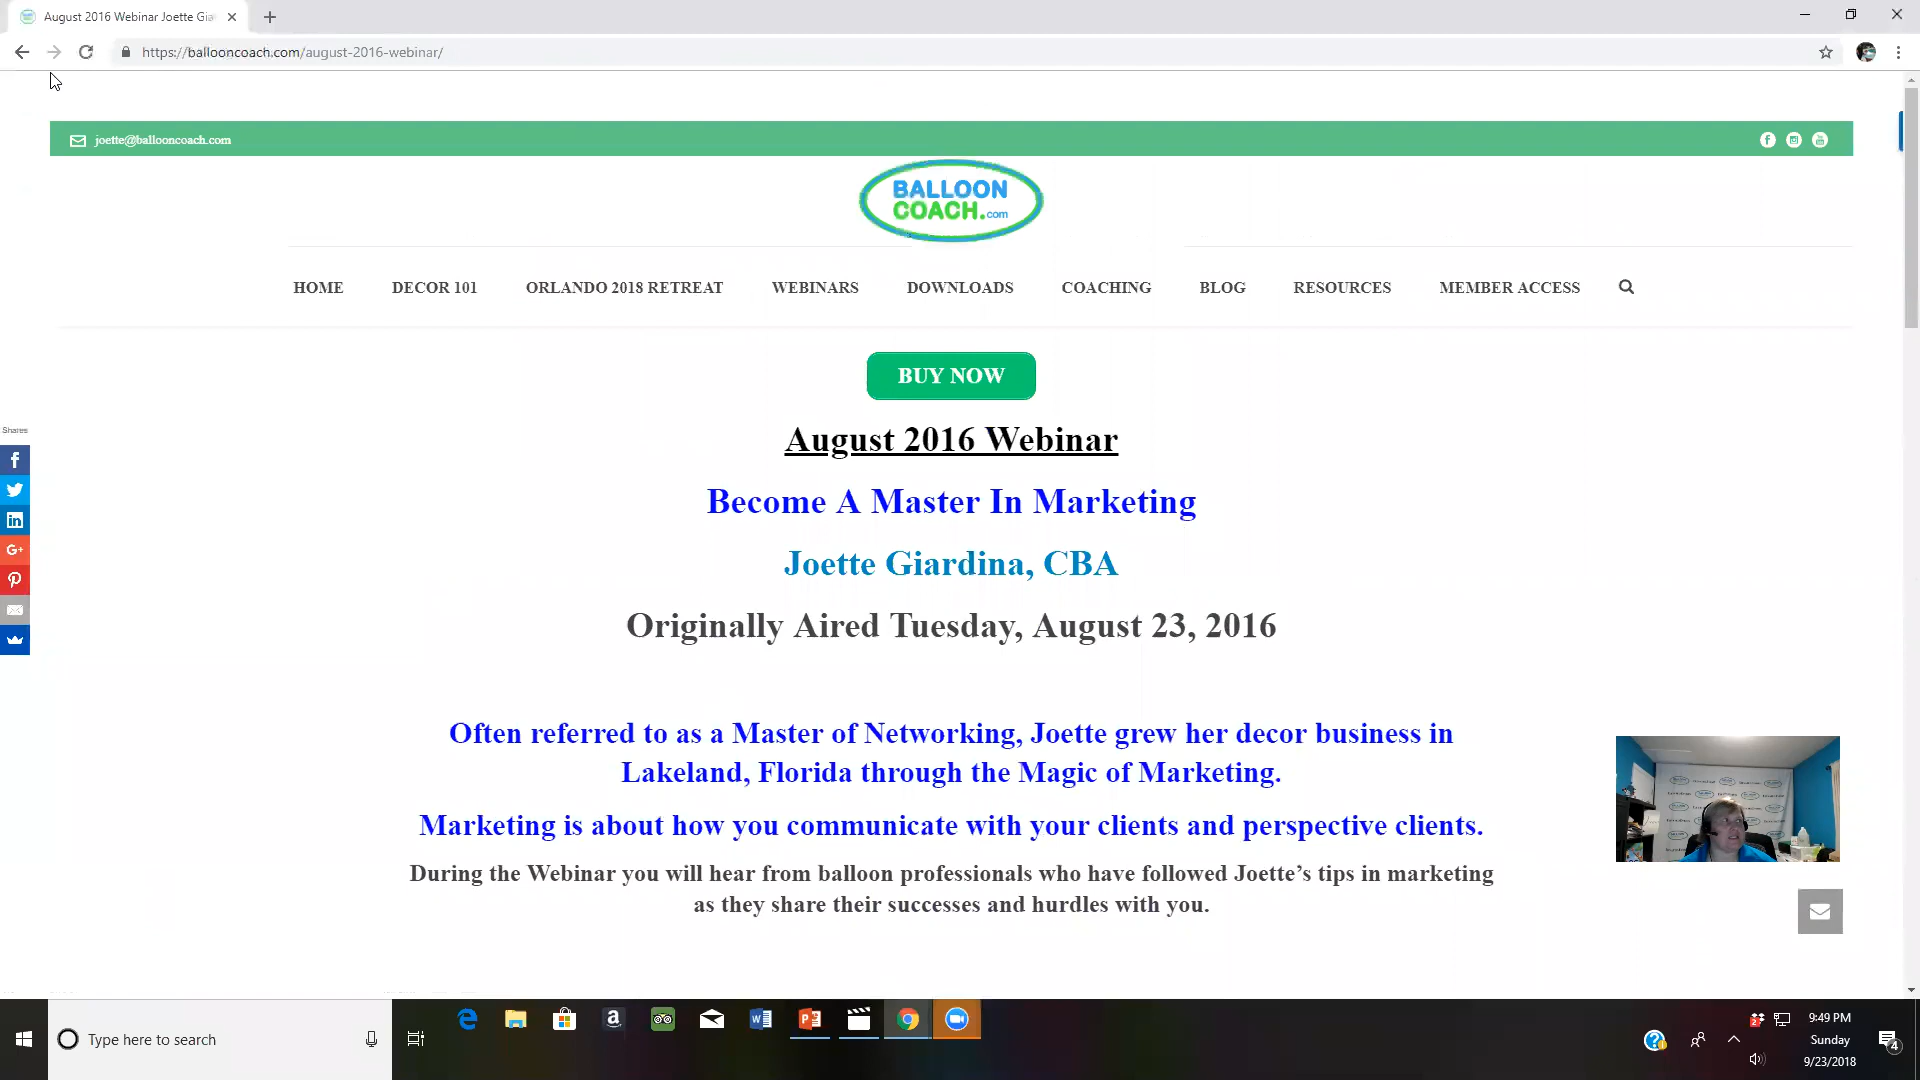 August 2016 Webinar Joette Gia
https://ballooncoach.com/august-2016-webinar/
joette@ballooncoach.com
BALLOON
COACH.com
HOME DECOR 101 ORLANDO 2018 RETREAT WEBINARS DOWNLOADS COACHING BLOG RESOURCES MEMBER ACCESS
BUY NOW
August 2016 Webinar
Become A Master In Marketing
Joette Giardina, CBA
Originally Aired Tuesday, August 23, 2016
Shares
Often referred to as a Master of Networking, Joette grew her decor business in
Lakeland, Florida through the Magic of Marketing.
Marketing is about how you communicate with your clients and perspective clients.
During the Webinar you will hear from balloon professionals who have followed Joette’s tips in marketing
as they share their successes and hurdles with you.
Type here to search
9:49 PM
Sunday
9/23/2018
4